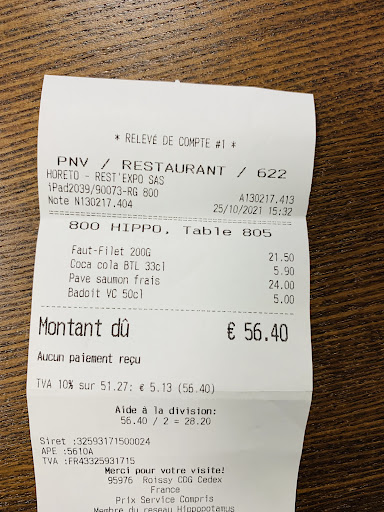 * RELEVÉ DE COMPTE #1 *
PNV / RESTAURANT / 622
HORETO - REST'EXPO SAS
iPad2039/90073-RG 800 A130217.413
Note N130217.404 25/10/2021 15:32
800 HIPPO, Table 805
Faut-Filet 200G 21.50
Coca cola BTL 33cl 5.90
Pave saumon frais 24.00
Badoit VC 50cl 5.00
Montant dû € 56.40
Aucun paiement reçu
TVA 10% sur 51.27: € 5.13 (56.40)
Aide à la division:
56.40 / 2 = 28.20
Siret :32593171500024
APE :5610A
TVA :FR43325931715
Merci pour votre visite!
95976 Roissy CDG Cedex
France
Prix Service Compris
Membre du reseau Hippopotamus